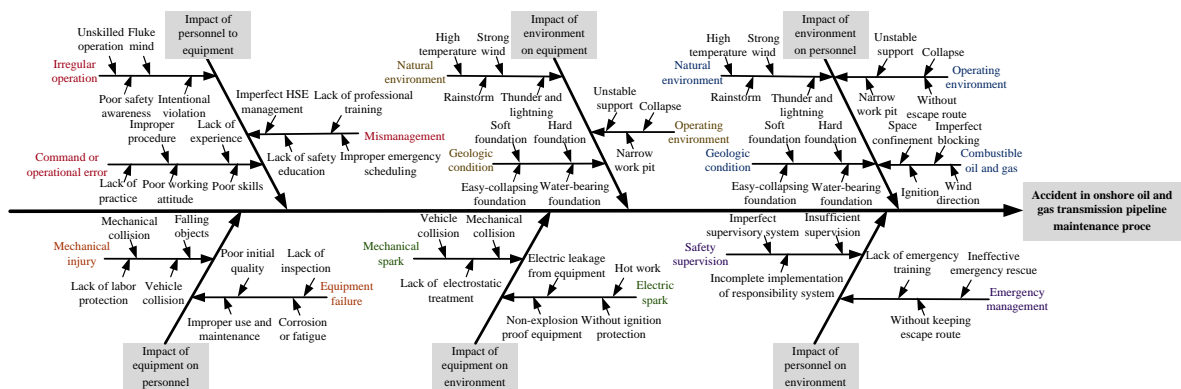 Impact of
personnel to
equipment
Unskilled
operation
Fluke
mind
Irregular
operation
Poor safety
awareness
Intentional
violation
Imperfect HSE
management
Lack of professional
training
Mismanagement
Lack of safety
education
Improper emergency
scheduling
Improper
procedure
Lack of
experience
Command or
operational error
Lack of
practice
Poor working
attitude
Poor skills
Impact of
environment
on equipment
High
temperature
Strong
wind
Natural
environment
Rainstorm
Thunder and
lightning
Unstable
support
Collapse
Operating
environment
Narrow
work pit
Soft
foundation
Hard
foundation
Geologic
condition
Easy-collapsing
foundation
Water-bearing
foundation
Impact of
environment
on personnel
High
temperature
Strong
wind
Natural
environment
Rainstorm
Thunder and
lightning
Unstable
support
Collapse
Operating
environment
Narrow
work pit
Without
escape route
Soft
foundation
Hard
foundation
Geologic
condition
Easy-collapsing
foundation
Water-bearing
foundation
Space
confinement
Imperfect
blocking
Combustible
oil and gas
Ignition
Wind
direction
Accident in onshore oil and
gas transmission pipeline
maintenance proce
Mechanical
collision
Falling
objects
Mechanical
injury
Lack of labor
protection
Vehicle
collision
Poor initial
quality
Lack of
inspection
Equipment
failure
Improper use and
maintenance
Corrosion
or fatigue
Impact of
equipment on
personnel
Vehicle
collision
Mechanical
collision
Mechanical
spark
Lack of electrostatic
treatment
Electric leakage
from equipment
Hot work
Electric
spark
Non-explosion
proof equipment
Without ignition
protection
Impact of
equipment on
environment
Imperfect
supervisory system
Insufficient
supervision
Safety
supervision
Incomplete implementation
of responsibility system
Lack of emergency
training
Ineffective
emergency rescue
Emergency
management
Without keeping
escape route
Impact of
personnel on
environment